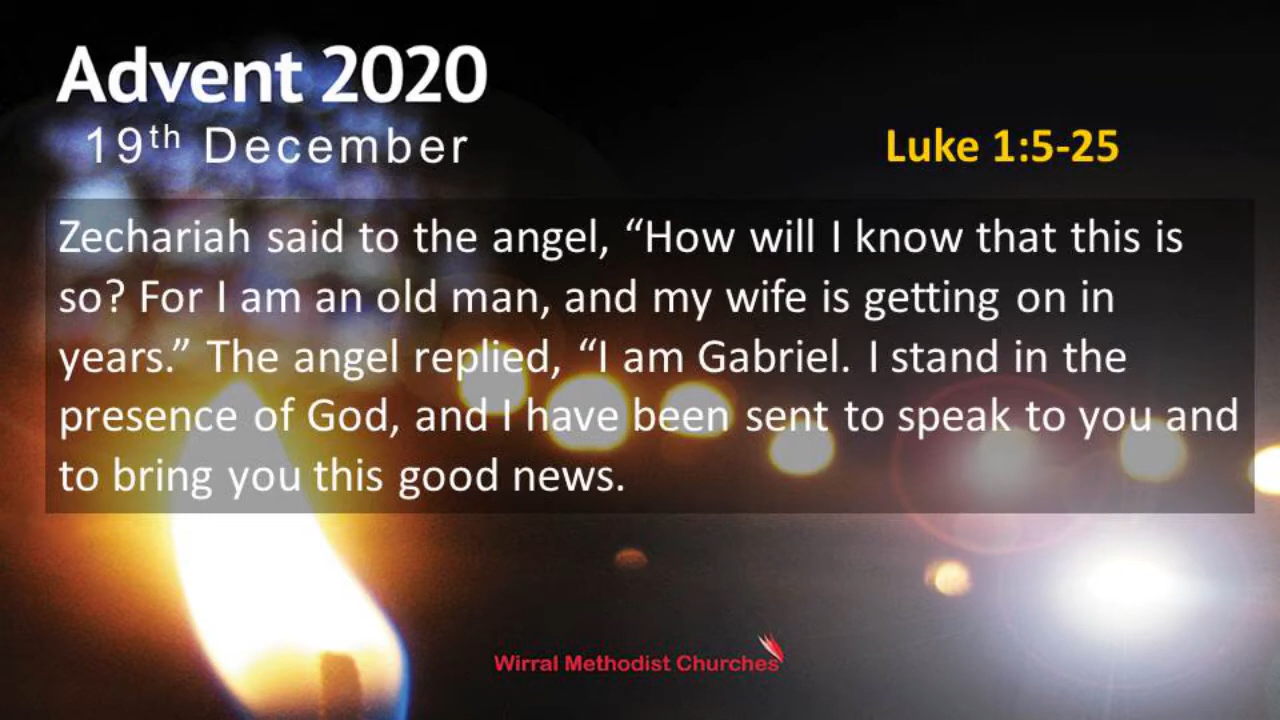 Advent 2020
19th December
Luke 1:5-25
Zechariah said to the angel, “How will I know that this is
so? For I am an old man, and my wife is getting on in
years.” The angel replied, “I am Gabriel. I stand in the
presence of God, and I have been sent to speak to you and
to bring you this good news.
Wirral Methodist Churches